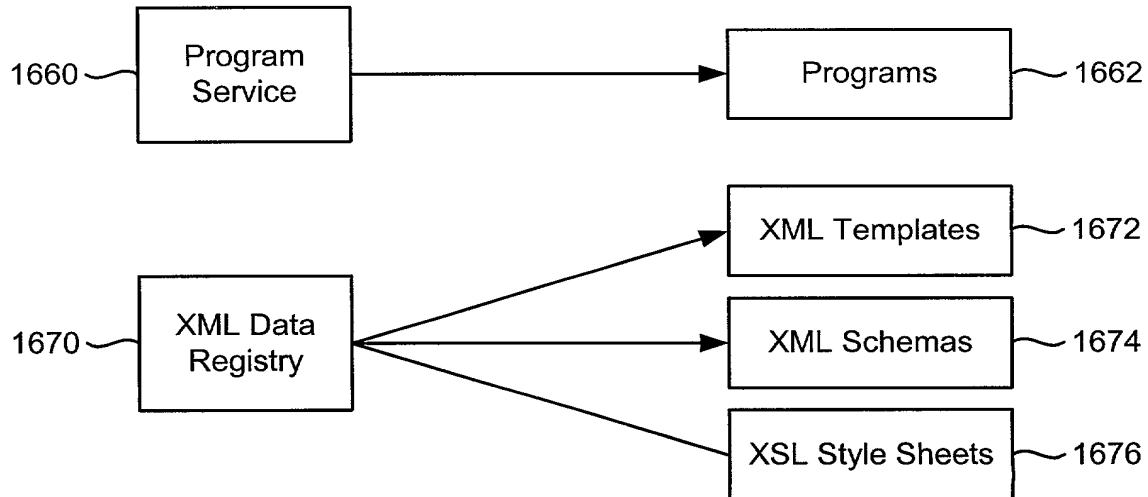 1660
Program
Service
Programs
1662
1670
XML Data
Registry
XML Templates
1672
XML Schemas
1674
XSL Style Sheets
1676